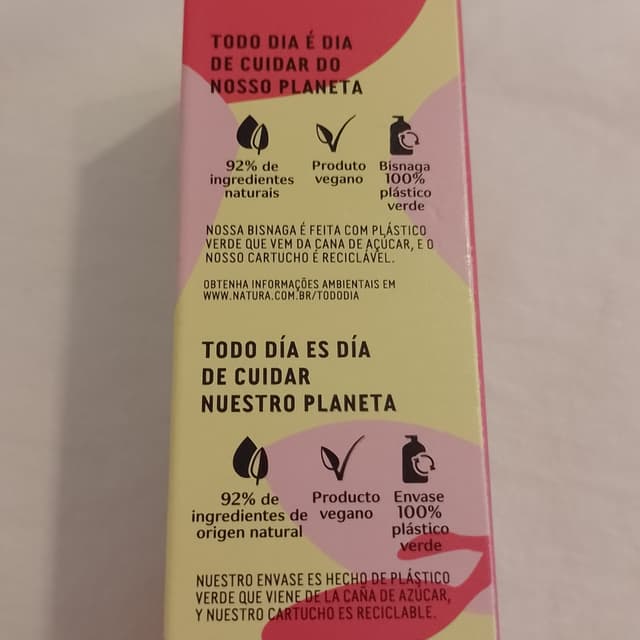 TODO DIA É DIA
DE CUIDAR DO
NOSSO PLANETA
92% de
ingredientes
naturais
Produto
vegano
Bisnaga
100%
plástico
verde
NOSSA BISNAGA É FEITA COM PLÁSTICO
VERDE QUE VEM DA CANA DE AÇÚCAR, E O
NOSSO CARTUCHO É RECICLÁVEL.
OBTENHA INFORMAÇÕES AMBIENTAIS EM
WWW.NATURA.COM.BR/TODODIA
TODO DÍA ES DÍA
DE CUIDAR
NUESTRO PLANETA
92% de
ingredientes de
origen natural
Producto
vegano
Envase
100%
plástico
verde
NUESTRO ENVASE ES HECHO DE PLÁSTICO
VERDE QUE VIENE DE LA CAÑA DE AZÚCAR,
Y NUESTRO CARTUCHO ES RECICLABLE.